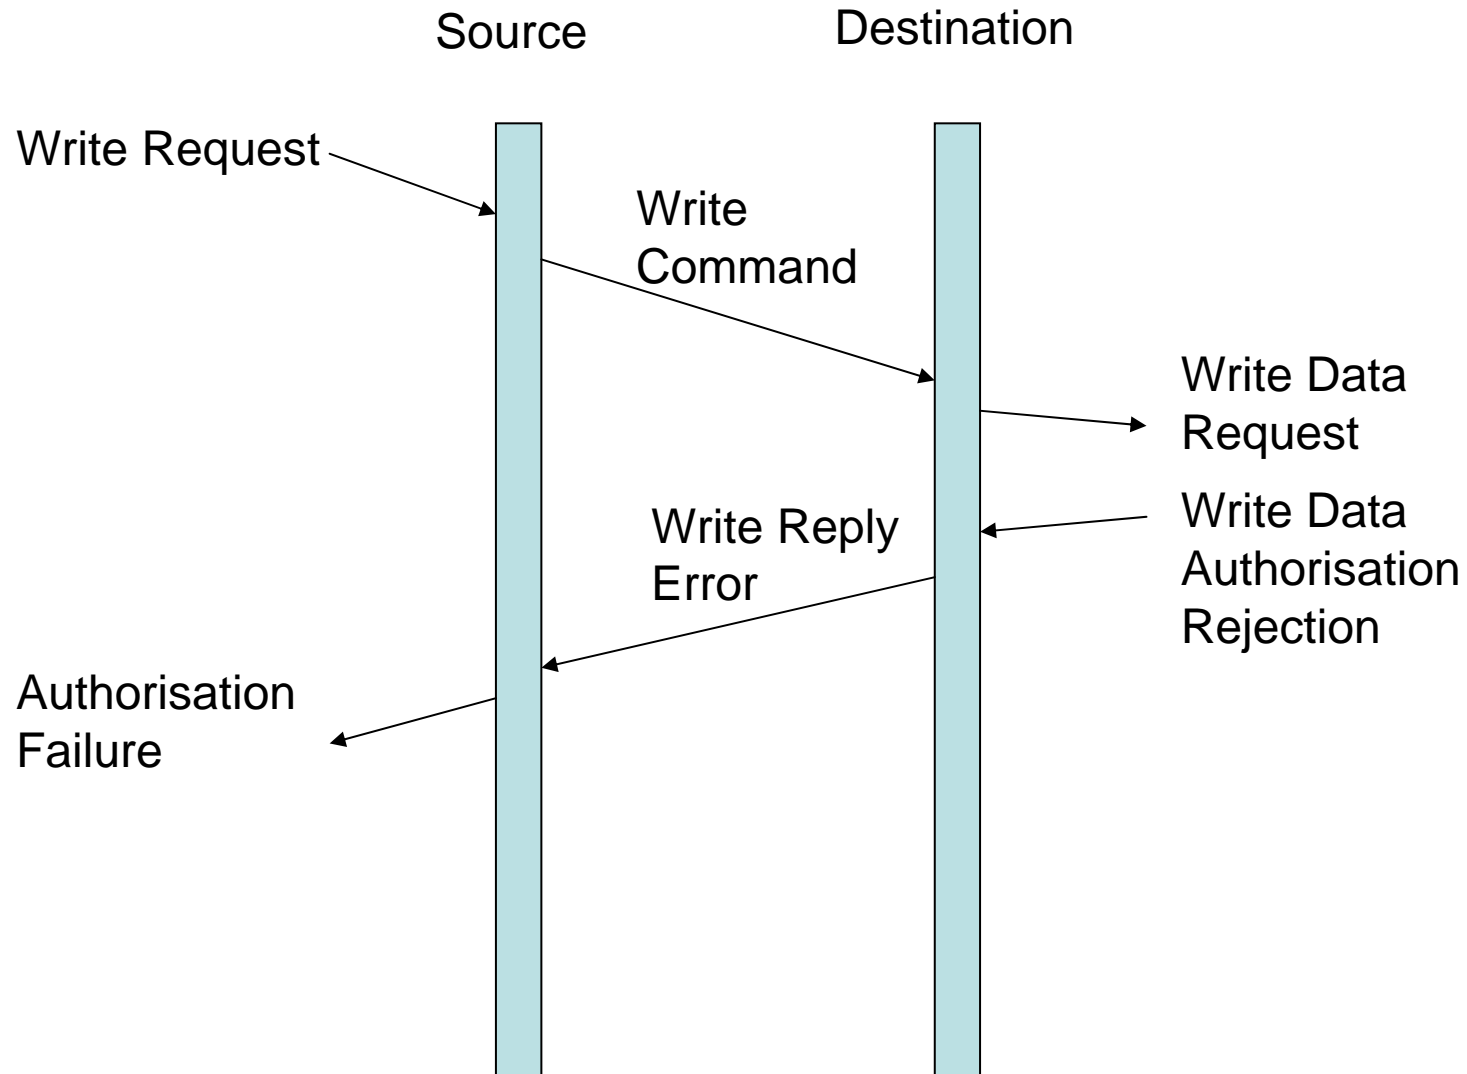 Source
Destination
Write Request
Write
Command
Write Data
Request
Write Data
Authorisation
Rejection
Write Reply
Error
Authorisation
Failure